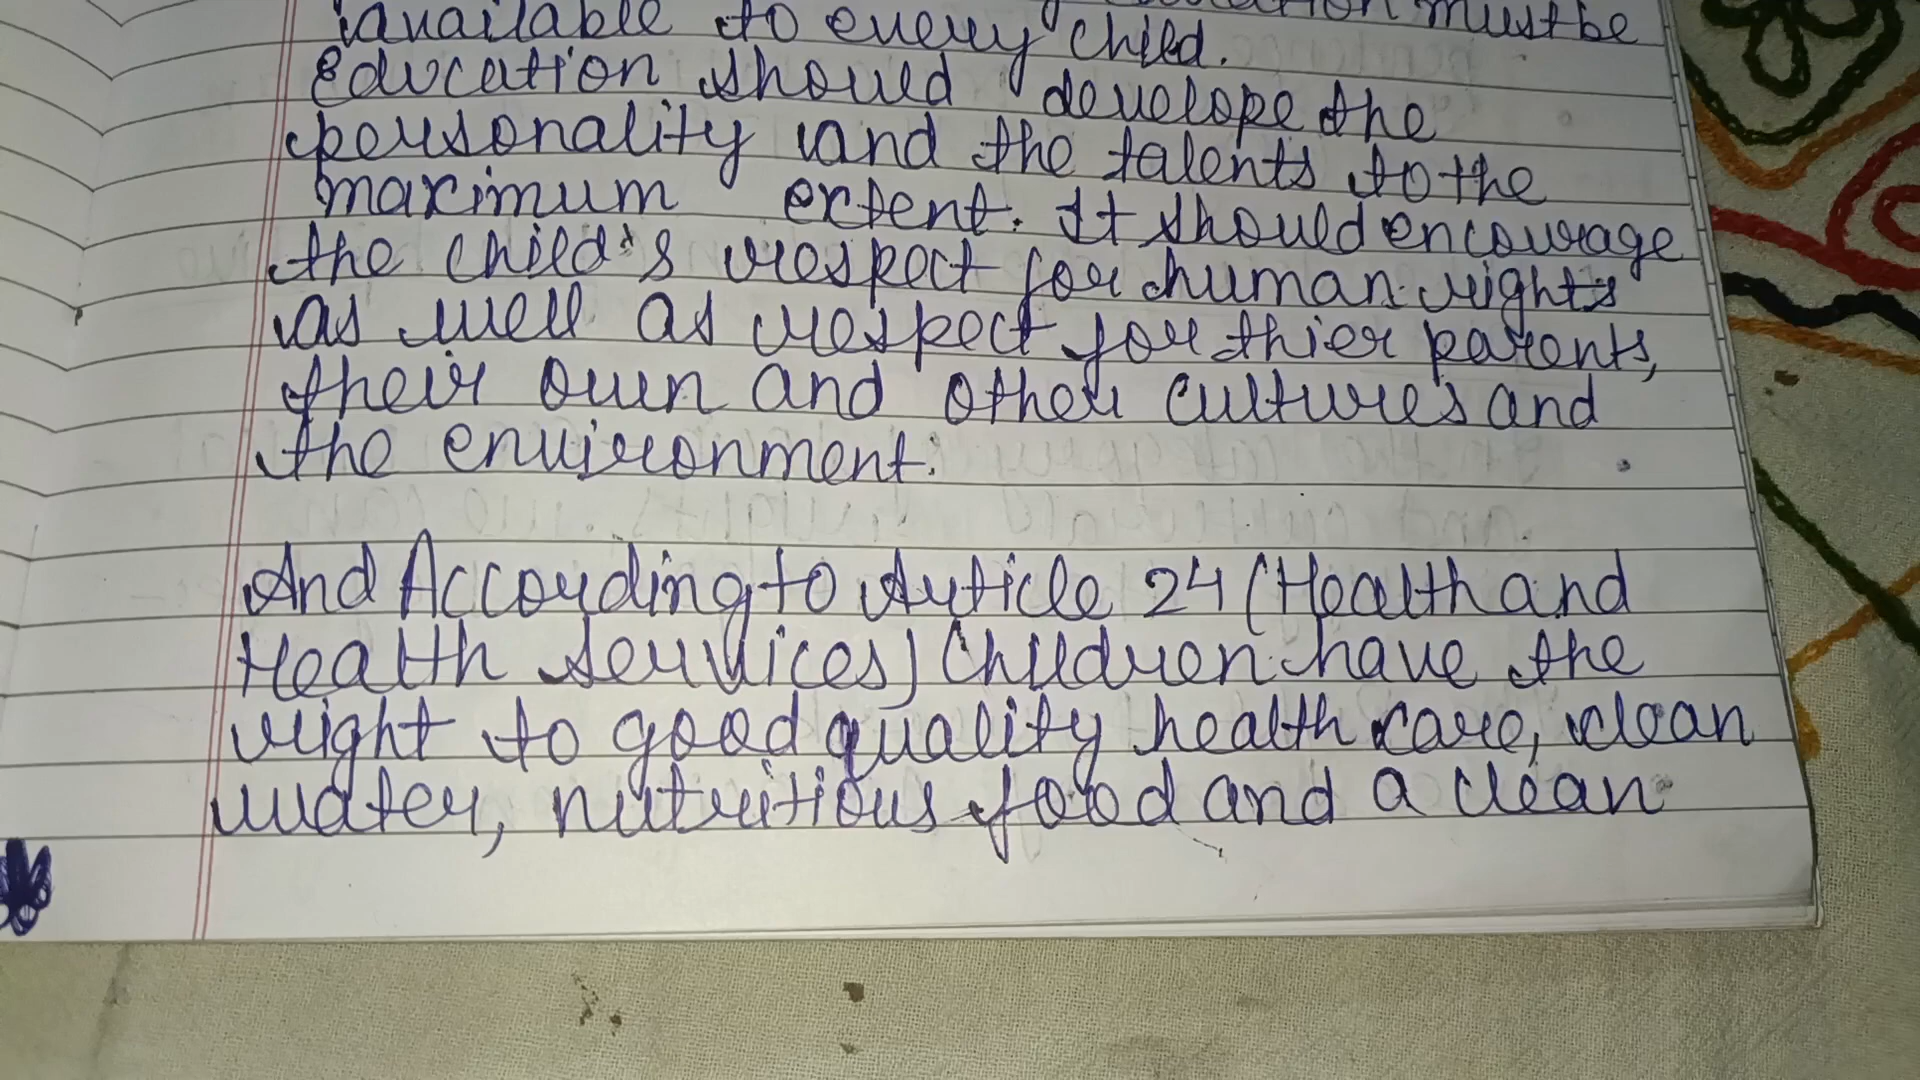 must be
available to every child.
Education should develope the
personality and the talents to the
maximum extent. It should encourage
the child's respect for human rights
as well as respect for thier parents,
their own and other cultures and
the environment.
And According to Article 24 (Health and
Health Services) Children have the
right to good quality health care, clean
water, nutritious food and a clean